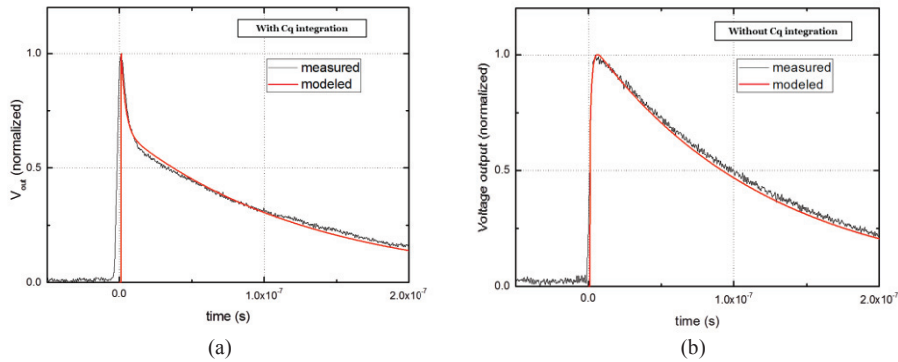 With Cq integration
measured
modeled
V_out (normalized)
1.0
0.5
0.0
0.0
1.0x10^-7
2.0x10^-7
time (s)
(a)
Without Cq integration
measured
modeled
Voltage output (normalized)
1.0
0.5
0.0
0.0
1.0x10^-7
2.0x10^-7
time (s)
(b)